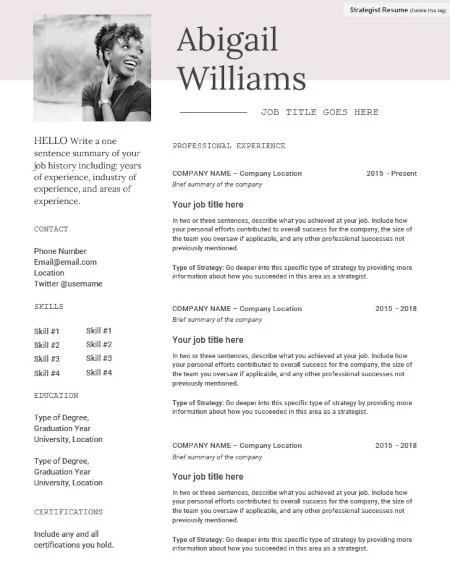 Strategist Resume (Delete this tag)
Abigail
Williams
JOB TITLE GOES HERE
HELLO Write a one
sentence summary of your
job history including: years
of experience, industry of
experience, and areas of
experience.
CONTACT
Phone Number
Email@email.com
Location
Twitter @username
SKILLS
Skill #1 Skill #1
Skill #2 Skill #2
Skill #3 Skill #3
Skill #4 Skill #4
EDUCATION
Type of Degree,
Graduation Year
University, Location
Type of Degree,
Graduation Year
University, Location
CERTIFICATIONS
Include any and all
certifications you hold.
PROFESSIONAL EXPERIENCE
COMPANY NAME – Company Location 2015 - Present
Brief summary of the company
Your job title here
In two or three sentences, describe what you achieved at your job. Include how
your personal efforts contributed to overall success for the company, the size of
the team you oversaw if applicable, and any other professional successes not
previously mentioned.
Type of Strategy: Go deeper into this specific type of strategy by providing more
information about how you succeeded in this area as a strategist.
COMPANY NAME – Company Location 2015 - 2018
Brief summary of the company
Your job title here
In two or three sentences, describe what you achieved at your job. Include how
your personal efforts contributed to overall success for the company, the size of
the team you oversaw if applicable, and any other professional successes not
previously mentioned.
Type of Strategy: Go deeper into this specific type of strategy by providing more
information about how you succeeded in this area as a strategist.
COMPANY NAME – Company Location 2015 - 2018
Brief summary of the company
Your job title here
In two or three sentences, describe what you achieved at your job. Include how
your personal efforts contributed to overall success for the company, the size of
the team you oversaw if applicable, and any other professional successes not
previously mentioned.
Type of Strategy: Go deeper into this specific type of strategy by providing more
information about how you succeeded in this area as a strategist.